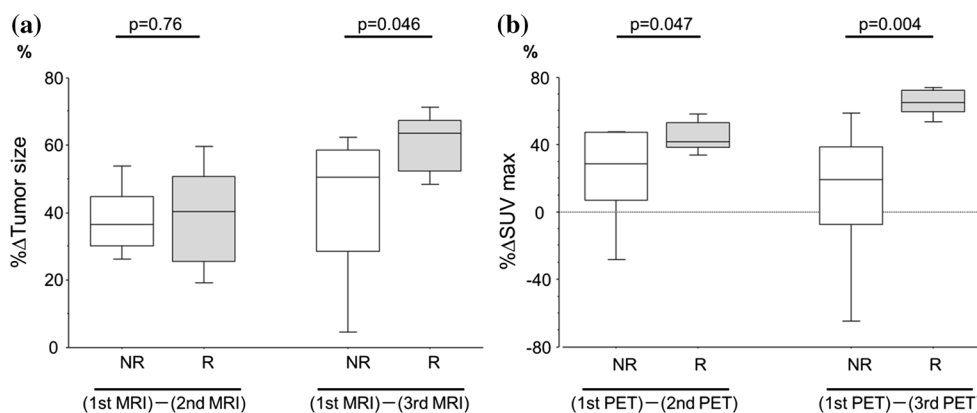 (a)
p=0.76
p=0.046
%
80
60
40
20
0
%ΔTumor size
NR
R
NR
R
(1st MRI)−(2nd MRI)
(1st MRI)−(3rd MRI)
(b)
p=0.047
p=0.004
%
80
40
0
-40
-80
%ΔSUV max
NR
R
NR
R
(1st PET)−(2nd PET)
(1st PET)−(3rd PET